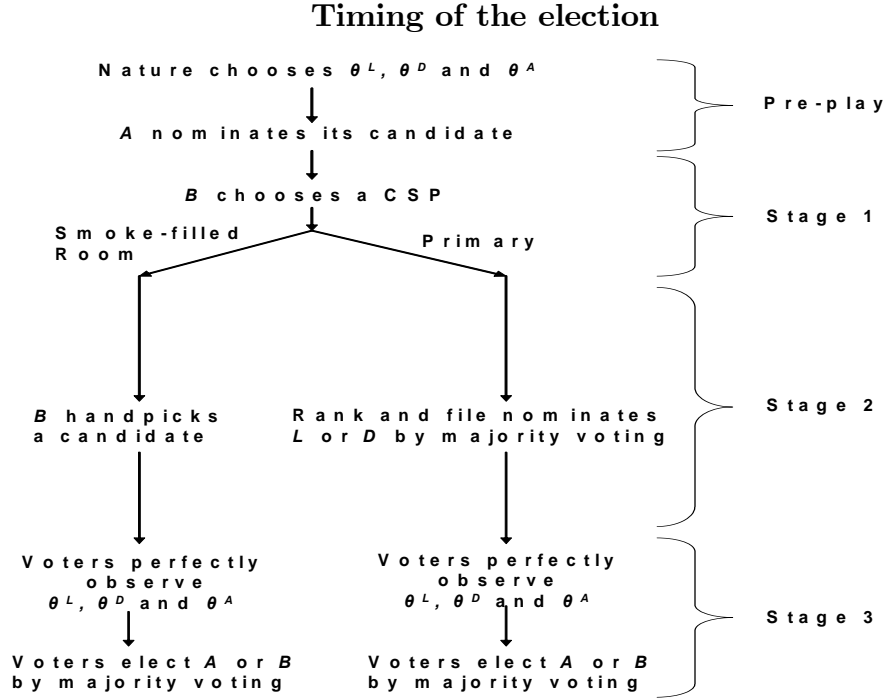 Timing of the election
Nature chooses θᴸ, θᴰ and θᴬ
A nominates its candidate
Pre-play
B chooses a CSP
Smoke-filled
Room
Primary
Stage 1
B handpicks
a candidate
Rank and file nominates
L or D by majority voting
Stage 2
Voters perfectly
observe
θᴸ, θᴰ and θᴬ
Voters perfectly
observe
θᴸ, θᴰ and θᴬ
Stage 3
Voters elect A or B
by majority voting
Voters elect A or B
by majority voting